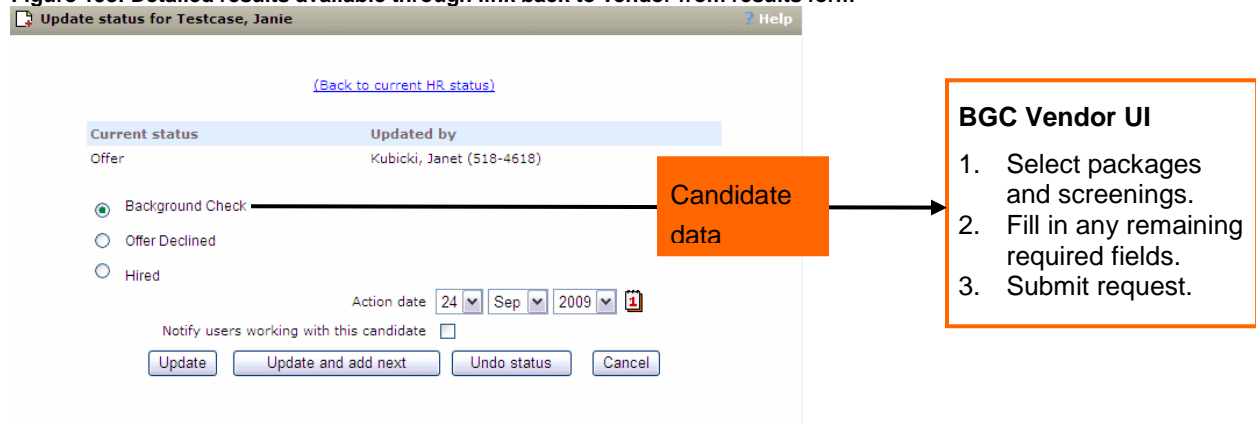 Update status for Testcase, Janie ? Help
(Back to current HR status)
Current status Updated by
Offer Kubicki, Janet (518-4618)
Background Check
Offer Declined
Hired
Action date 24 Sep 2009 1
Notify users working with this candidate
Update Update and add next Undo status Cancel
Candidate
data
BGC Vendor UI
1. Select packages
and screenings.
2. Fill in any remaining
required fields.
3. Submit request.